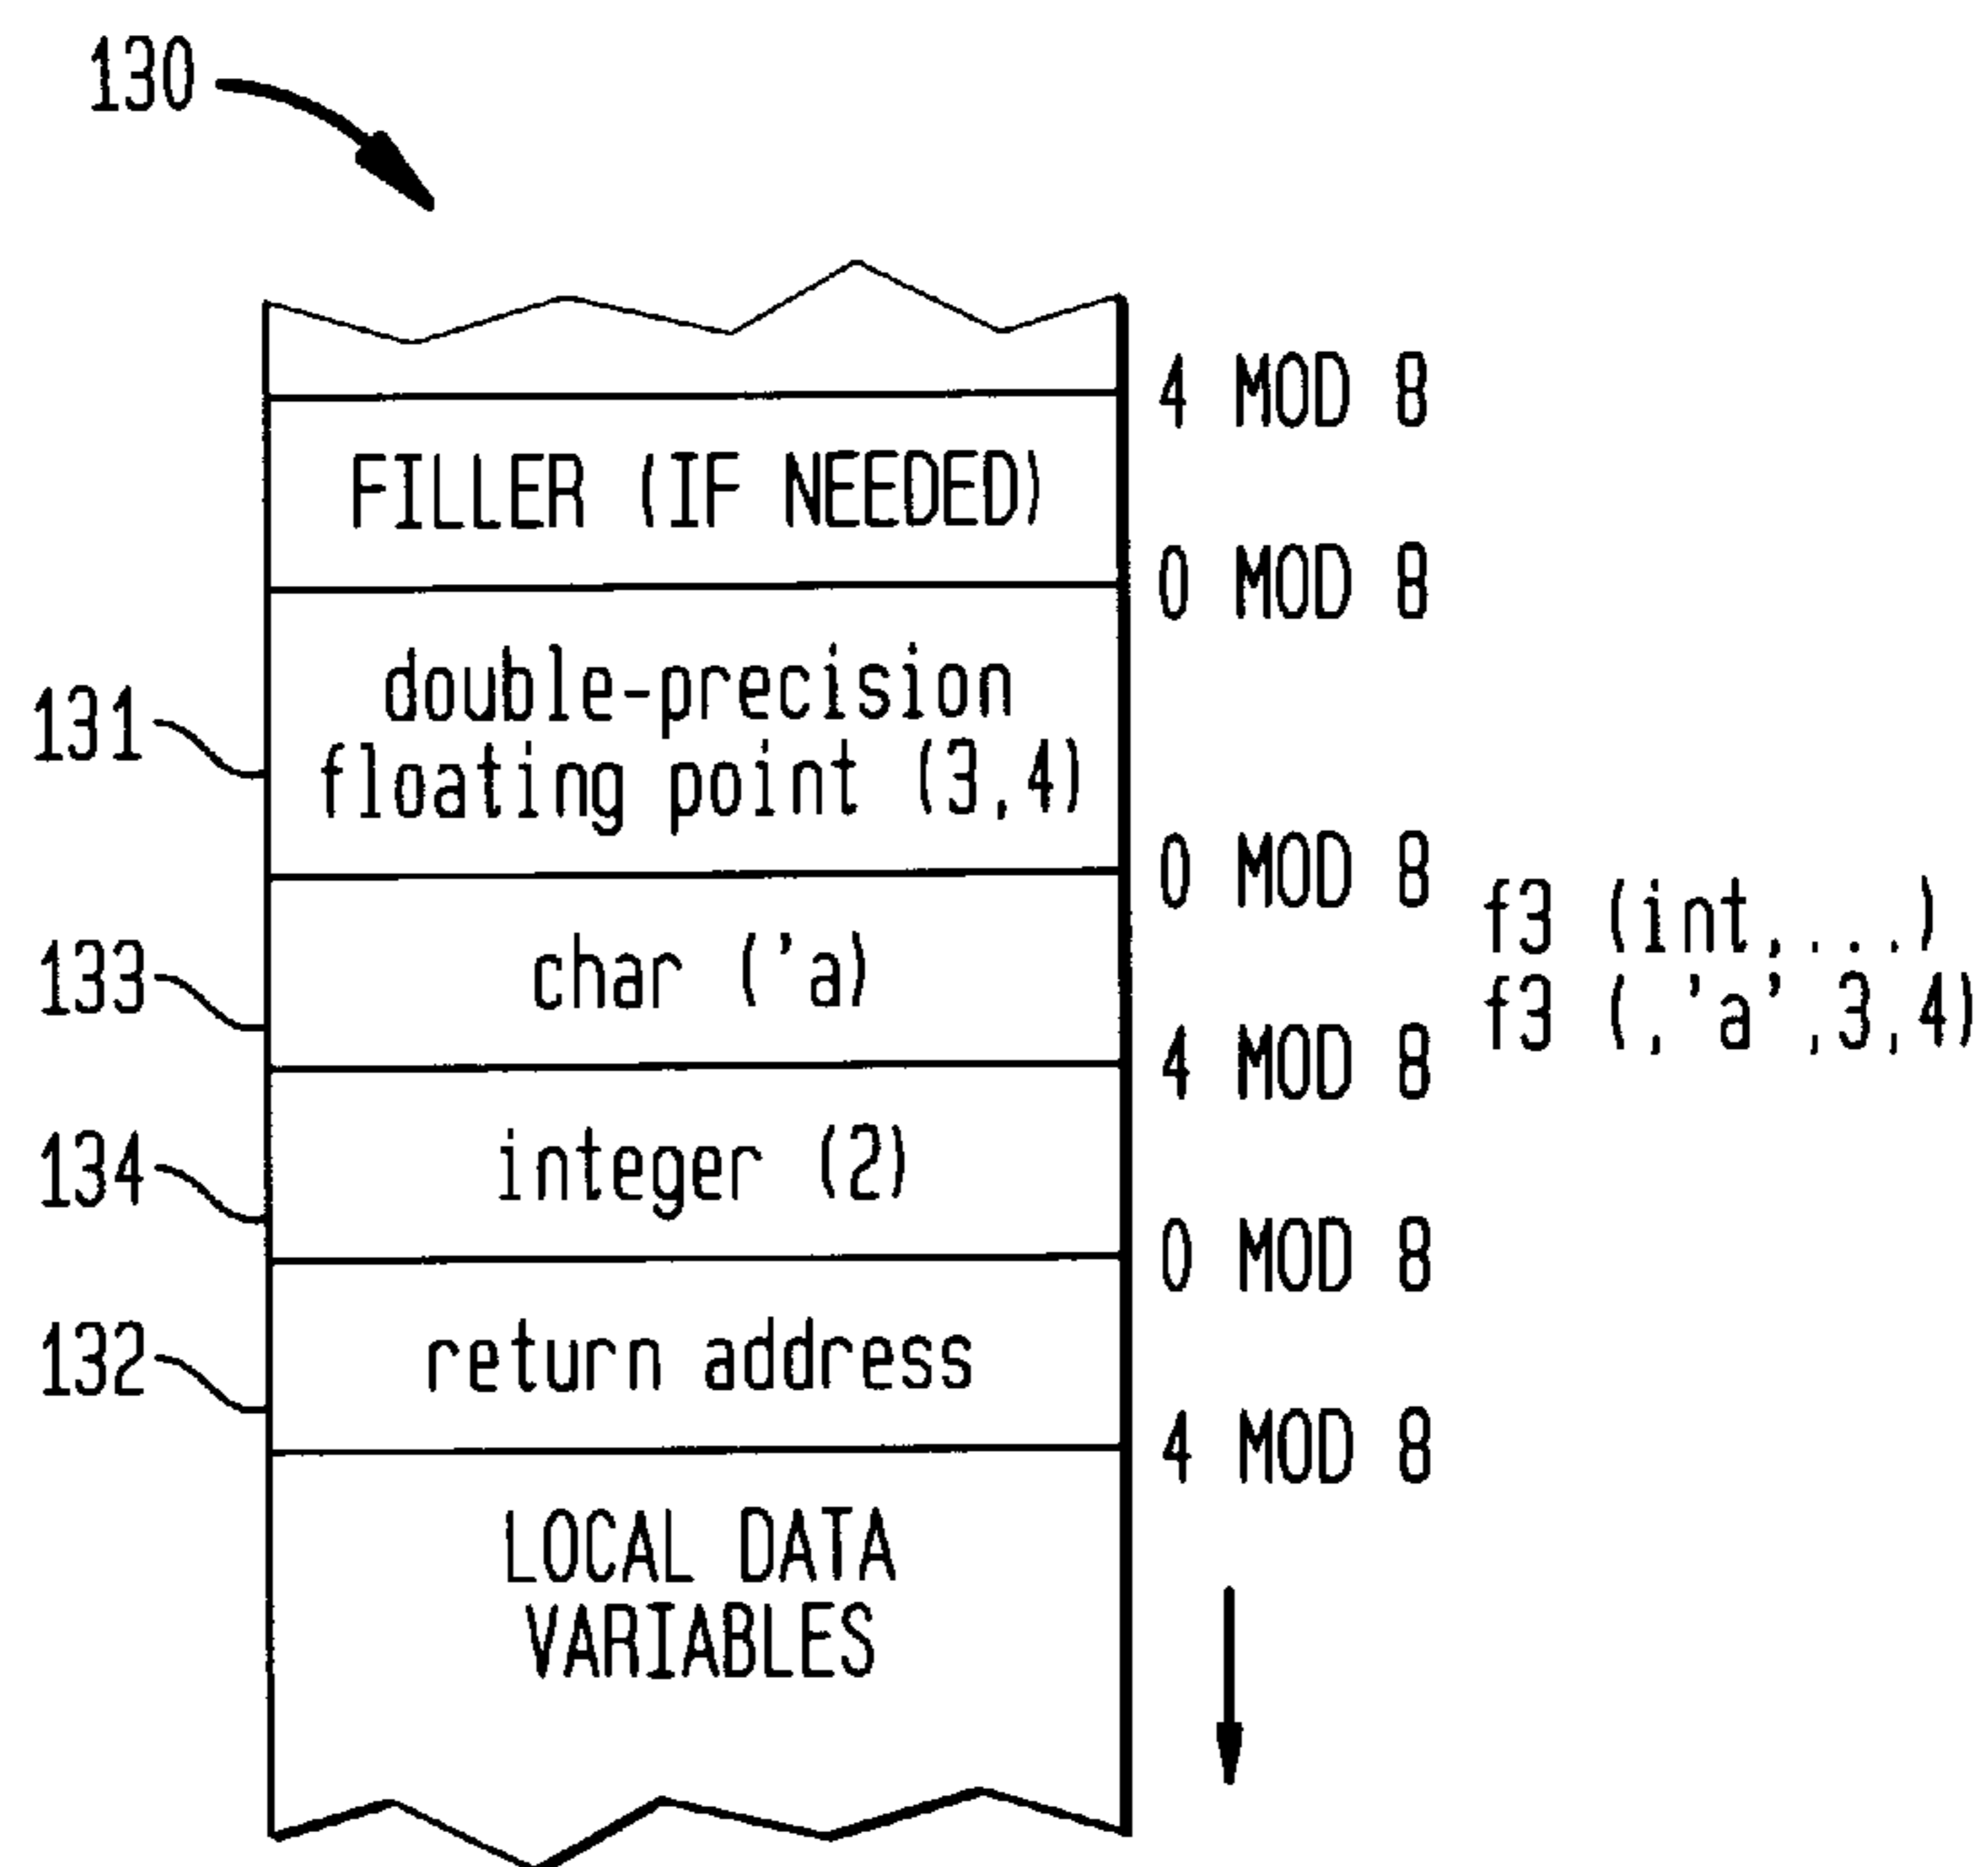 130
4 MOD 8
FILLER (IF NEEDED)
0 MOD 8
131
double-precision
floating point (3,4)
0 MOD 8
f3 (int,...)
133
char ('a)
f3 (,'a',3,4)
4 MOD 8
134
integer (2)
0 MOD 8
132
return address
4 MOD 8
LOCAL DATA
VARIABLES